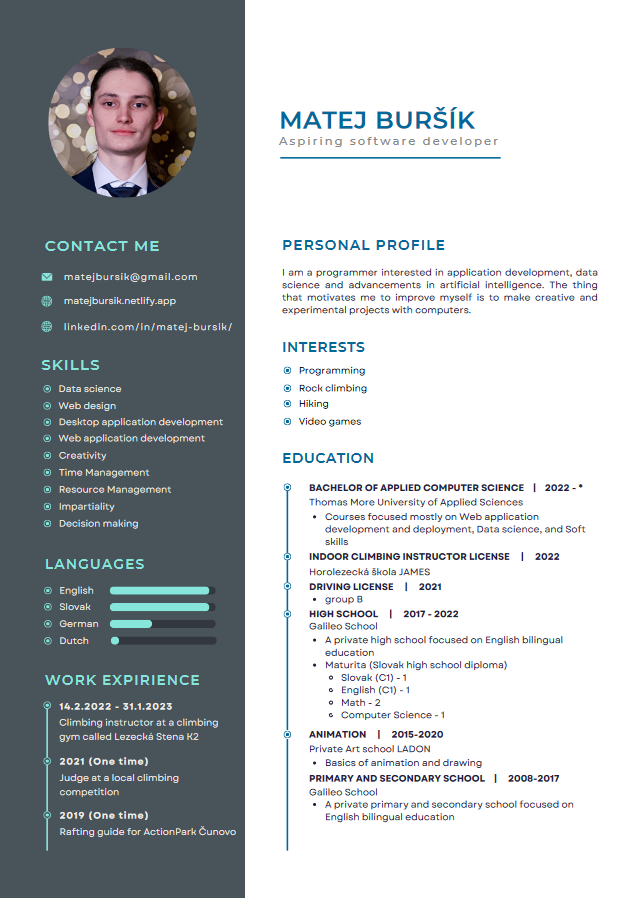 MATEJ BURŠÍK
Aspiring software developer
CONTACT ME
matejbursik@gmail.com
matejbursik.netlify.app
linkedin.com/in/matej-bursik/
SKILLS
Data science
Web design
Desktop application development
Web application development
Creativity
Time Management
Resource Management
Impartiality
Decision making
LANGUAGES
English
Slovak
German
Dutch
WORK EXPIRIENCE
14.2.2022 - 31.1.2023
Climbing instructor at a climbing
gym called Lezecká Stena K2
2021 (One time)
Judge at a local climbing
competition
2019 (One time)
Rafting guide for ActionPark Čunovo
PERSONAL PROFILE
I am a programmer interested in application development, data
science and advancements in artificial intelligence. The thing
that motivates me to improve myself is to make creative and
experimental projects with computers.
INTERESTS
Programming
Rock climbing
Hiking
Video games
EDUCATION
BACHELOR OF APPLIED COMPUTER SCIENCE | 2022 - *
Thomas More University of Applied Sciences
Courses focused mostly on Web application
development and deployment, Data science, and Soft
skills
INDOOR CLIMBING INSTRUCTOR LICENSE | 2022
Horolezecká škola JAMES
DRIVING LICENSE | 2021
group B
HIGH SCHOOL | 2017 - 2022
Galileo School
A private high school focused on English bilingual
education
Maturita (Slovak high school diploma)
Slovak (C1) - 1
English (C1) - 1
Math - 2
Computer Science - 1
ANIMATION | 2015-2020
Private Art school LADON
Basics of animation and drawing
PRIMARY AND SECONDARY SCHOOL | 2008-2017
Galileo School
A private primary and secondary school focused on
English bilingual education